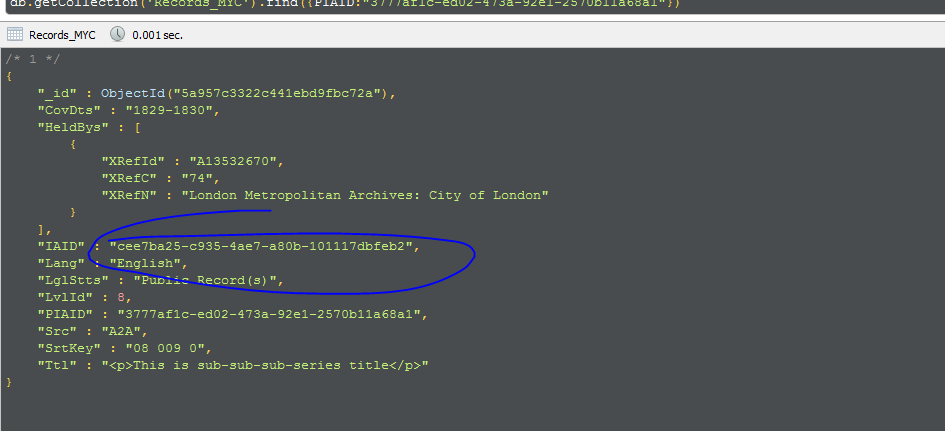 db.getCollection('Records_MYC').find({PIAID:"3777af1c-ed02-473a-92e1-2570b11a68a1"})
Records_MYC 0.001 sec.
/* 1 */
{
    "_id" : ObjectId("5a957c3322c441ebd9fbc72a"),
    "CovDts" : "1829-1830",
    "HeldBys" : [
        {
            "XRefId" : "A13532670",
            "XRefC" : "74",
            "XRefN" : "London Metropolitan Archives: City of London"
        }
    ],
    "IAID" : "cee7ba25-c935-4ae7-a80b-101117dbfeb2",
    "Lang" : "English",
    "LglStts" : "Public Record(s)",
    "LvlId" : 8,
    "PIAID" : "3777af1c-ed02-473a-92e1-2570b11a68a1",
    "Src" : "A2A",
    "SrtKey" : "08 009 0",
    "Ttl" : "<p>This is sub-sub-sub-series title</p>"
}